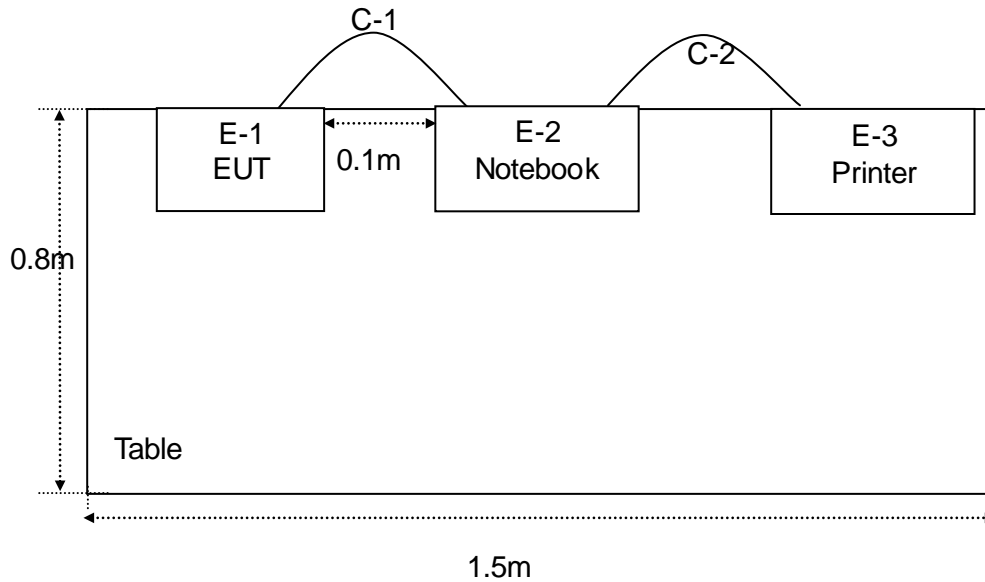 C-1
C-2
E-1
EUT
0.1m
E-2
Notebook
E-3
Printer
0.8m
Table
1.5m